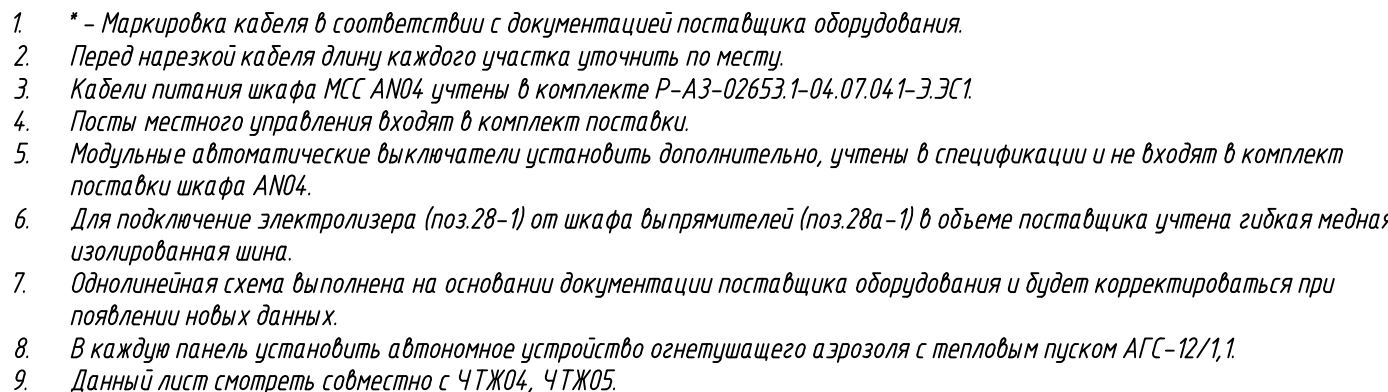 1. * – Маркировка кабеля в соответствии с документацией поставщика оборудования.
2. Перед нарезкой кабеля длину каждого участка уточнить по месту.
3. Кабели питания шкафа МСС AN04 учтены в комплекте Р-АЗ-02653.1-04.07.041-Э.ЭС1.
4. Посты местного управления входят в комплект поставки.
5. Модульные автоматические выключатели установить дополнительно, учтены в спецификации и не входят в комплект
поставки шкафа AN04.
6. Для подключение электролизера (поз.28-1) от шкафа выпрямителей (поз.28а-1) в объеме поставщика учтена гибкая медная
изолированная шина.
7. Однолинейная схема выполнена на основании документации поставщика оборудования и будет корректироваться при
появлении новых данных.
8. В каждую панель установить автономное устройство огнетушащего аэрозоля с тепловым пуском АГС-12/1,1.
9. Данный лист смотреть совместно с ЧТЖ04, ЧТЖ05.